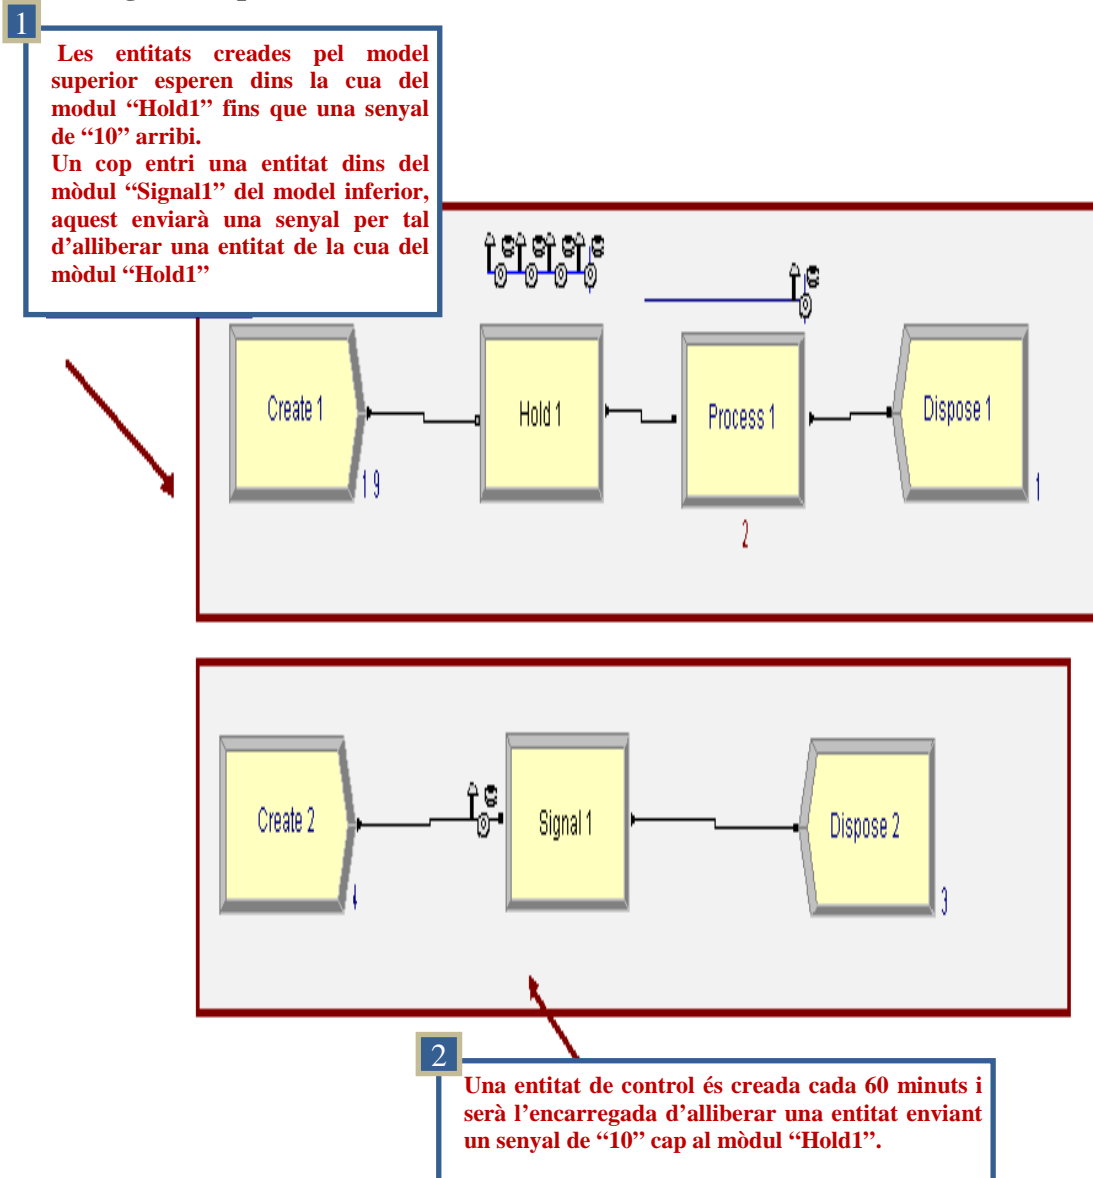 1
Les entitats creades pel model
superior esperen dins la cua del
modul “Hold1” fins que una senyal
de “10” arribi.
Un cop entri una entitat dins del
mòdul “Signal1” del model inferior,
aquest enviarà una senyal per tal
d’alliberar una entitat de la cua del
mòdul “Hold1”
Create 1
Hold 1
Process 1
Dispose 1
1 9
1
2
Create 2
Signal 1
Dispose 2
4
3
2
Una entitat de control és creada cada 60 minuts i
serà l’encarregada d’alliberar una entitat enviant
un senyal de “10” cap al mòdul “Hold1”.